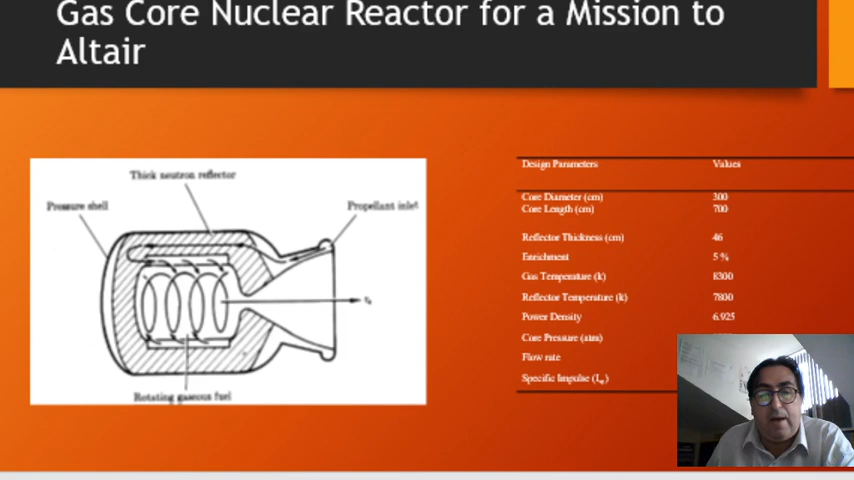 Gas Core Nuclear Reactor for a Mission to
Altair
Thick neutron reflector
Pressure shell
Propellant inlet
Rotating gaseous fuel
Design Parameters Values
Core Diameter (cm) 300
Core Length (cm) 700
Reflector Thickness (cm) 46
Enrichment 5 %
Gas Temperature (k) 8300
Reflector Temperature (k) 7800
Power Density 6.925
Core Pressure (atm)
Flow rate
Specific Impulse (Isp)